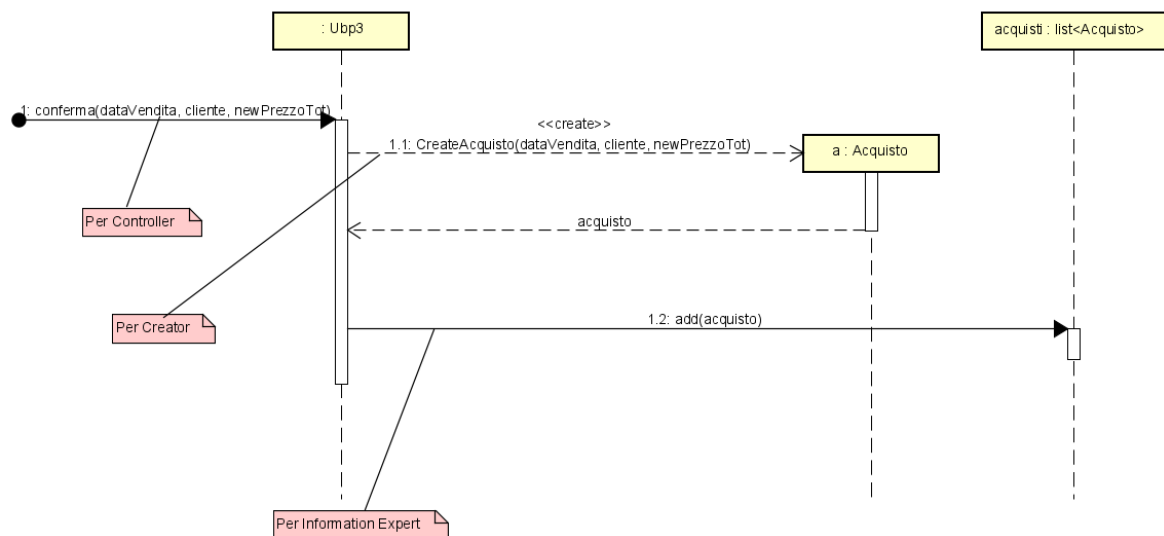 : Ubp3
acquisti : list<Acquisto>
1: conferma(dataVendita, cliente, newPrezzoTot)
<<create>>
1.1: CreateAcquisto(dataVendita, cliente, newPrezzoTot)
a : Acquisto
Per Controller
acquisto
Per Creator
1.2: add(acquisto)
Per Information Expert